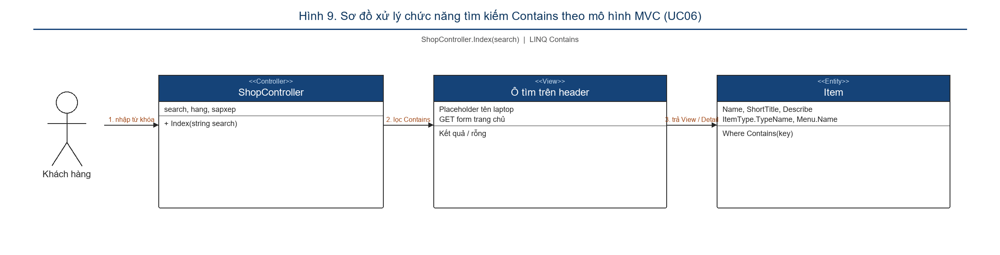 Hình 9. Sơ đồ xử lý chức năng tìm kiếm Contains theo mô hình MVC (UC06)
ShopController.Index(search) | LINQ Contains
Khách hàng
1. nhập từ khóa
<<Controller>>
ShopController
search, hang, sapxep
+ Index(string search)
2. lọc Contains
<<View>>
Ô tìm trên header
Placeholder tên laptop
GET form trang chủ
Kết quả / rỗng
3. trả View / Detail
<<Entity>>
Item
Name, ShortTitle, Describe
ItemType.TypeName, Menu.Name
Where Contains(key)